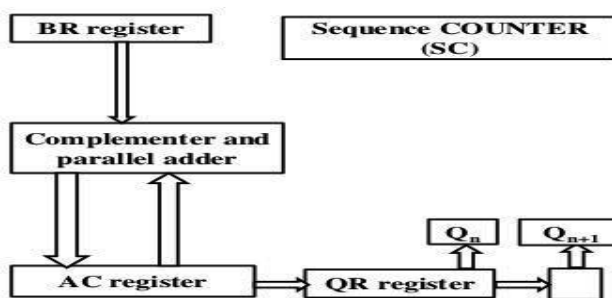 BR register
Sequence COUNTER
(SC)
Complementer and
parallel adder
Qn
Qn+1
AC register
QR register